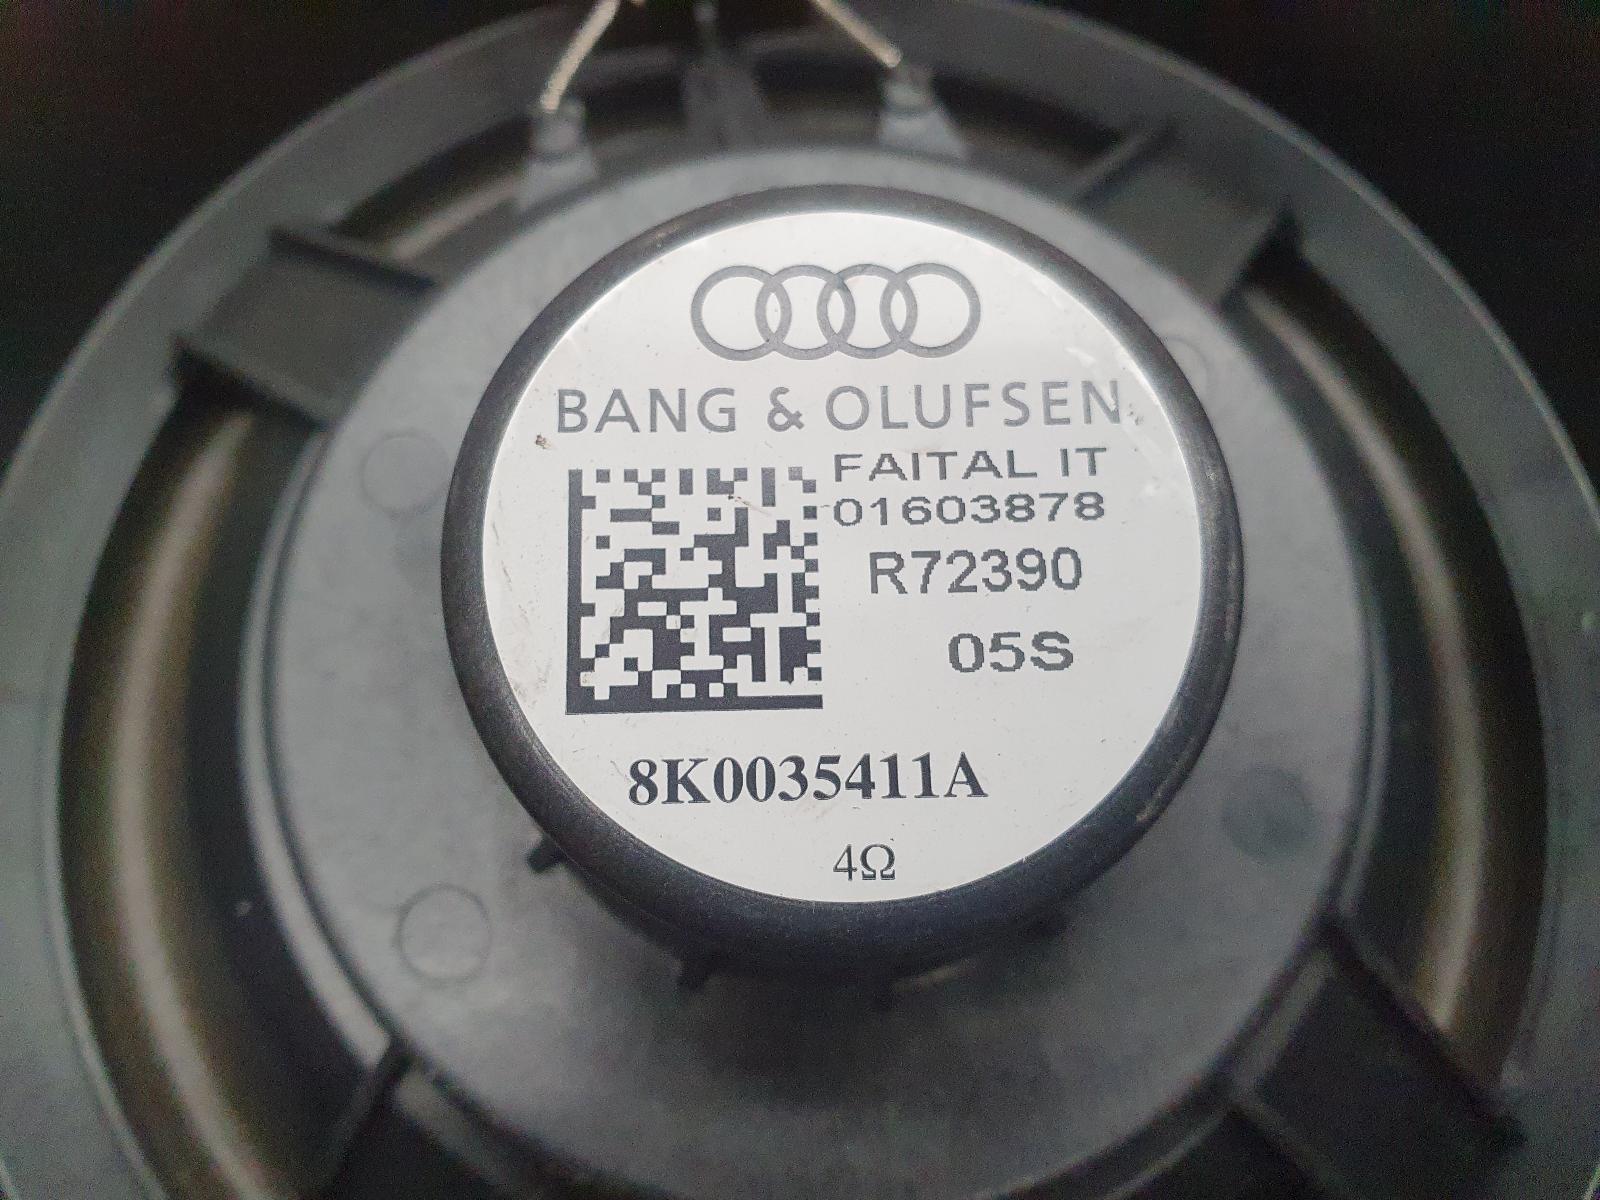 BANG & OLUFSEN
FAITAL IT
01603878
R72390
05S
8K0035411A
4Ω